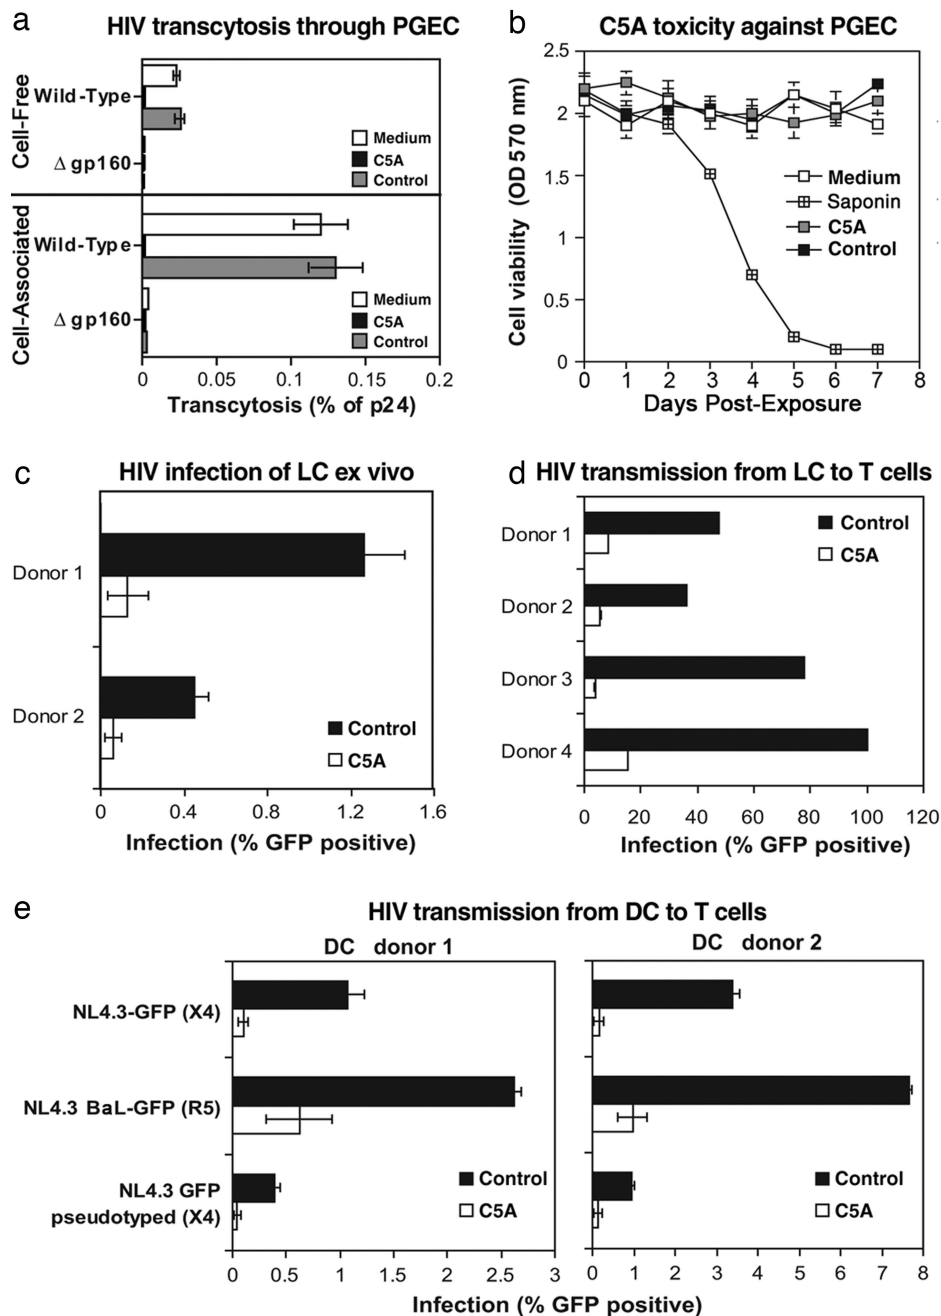 a
HIV transcytosis through PGEC
Cell-Free
Wild-Type
Δ gp160
Medium
C5A
Control
Cell-Associated
Wild-Type
Δ gp160
Medium
C5A
Control
0 0.05 0.1 0.15 0.2
Transcytosis (% of p24)
b
C5A toxicity against PGEC
Cell viability (OD 570 nm)
2.5
2
1.5
1
0.5
0
Medium
Saponin
C5A
Control
0 1 2 3 4 5 6 7 8
Days Post-Exposure
c
HIV infection of LC ex vivo
Donor 1
Donor 2
Control
C5A
0 0.4 0.8 1.2 1.6
Infection (% GFP positive)
d
HIV transmission from LC to T cells
Donor 1
Donor 2
Donor 3
Donor 4
Control
C5A
0 20 40 60 80 100 120
Infection (% GFP positive)
e
HIV transmission from DC to T cells
DC donor 1
DC donor 2
NL4.3-GFP (X4)
NL4.3 BaL-GFP (R5)
NL4.3 GFP
pseudotyped (X4)
Control
C5A
Control
C5A
0 0.5 1 1.5 2 2.5 3
0 1 2 3 4 5 6 7 8
Infection (% GFP positive)